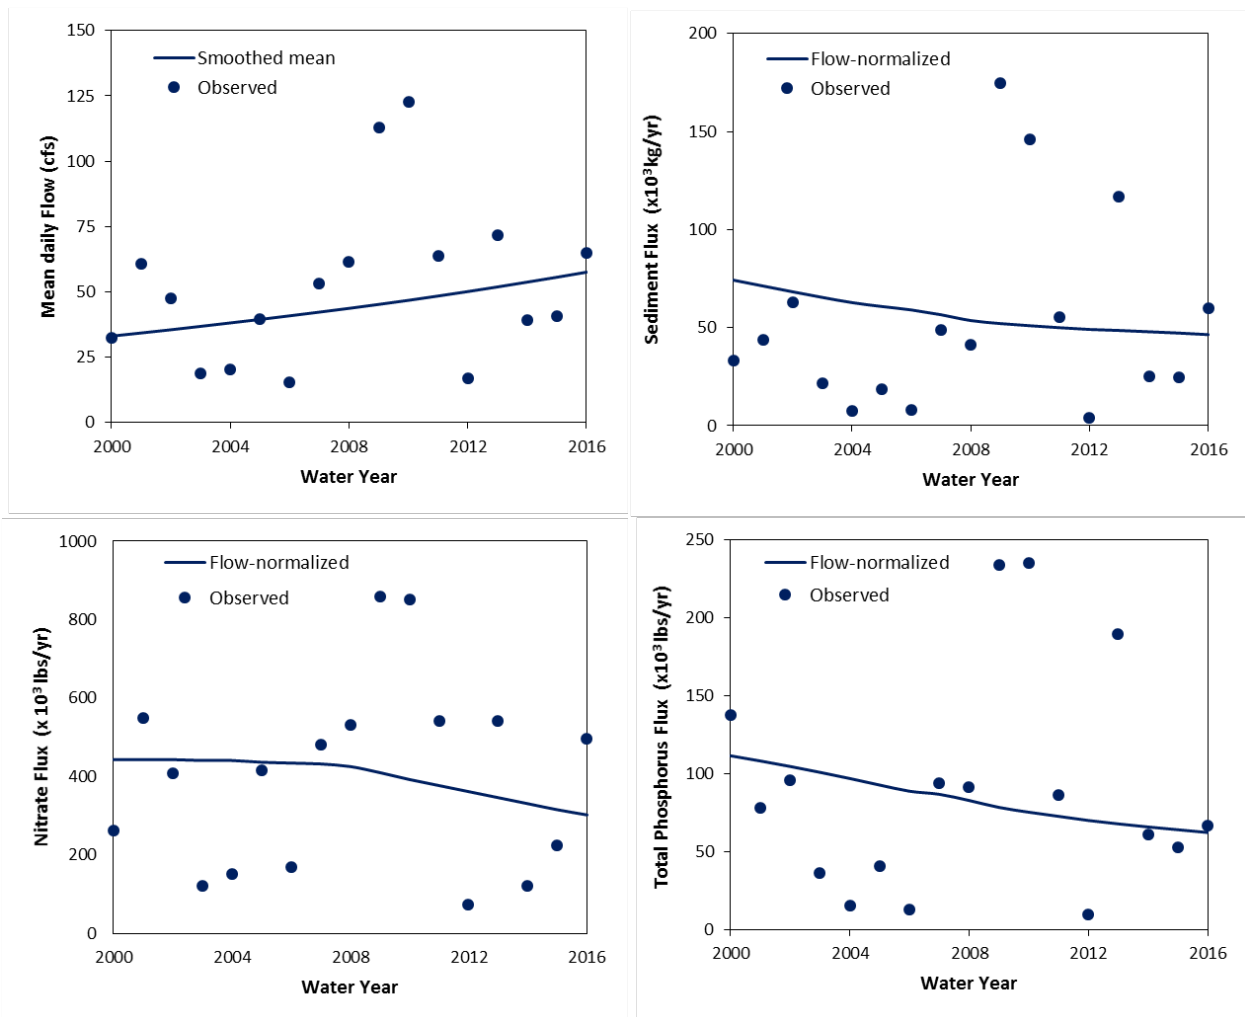 150
125
100
75
50
25
0
Mean daily Flow (cfs)
Smoothed mean
Observed
2000 2004 2008 2012 2016
Water Year
200
150
100
50
0
Sediment Flux (x10³kg/yr)
Flow-normalized
Observed
2000 2004 2008 2012 2016
Water Year
1000
800
600
400
200
0
Nitrate Flux (x 10³ lbs/yr)
Flow-normalized
Observed
2000 2004 2008 2012 2016
Water Year
250
200
150
100
50
0
Total Phosphorus Flux (x10³ lbs/yr)
Flow-normalized
Observed
2000 2004 2008 2012 2016
Water Year